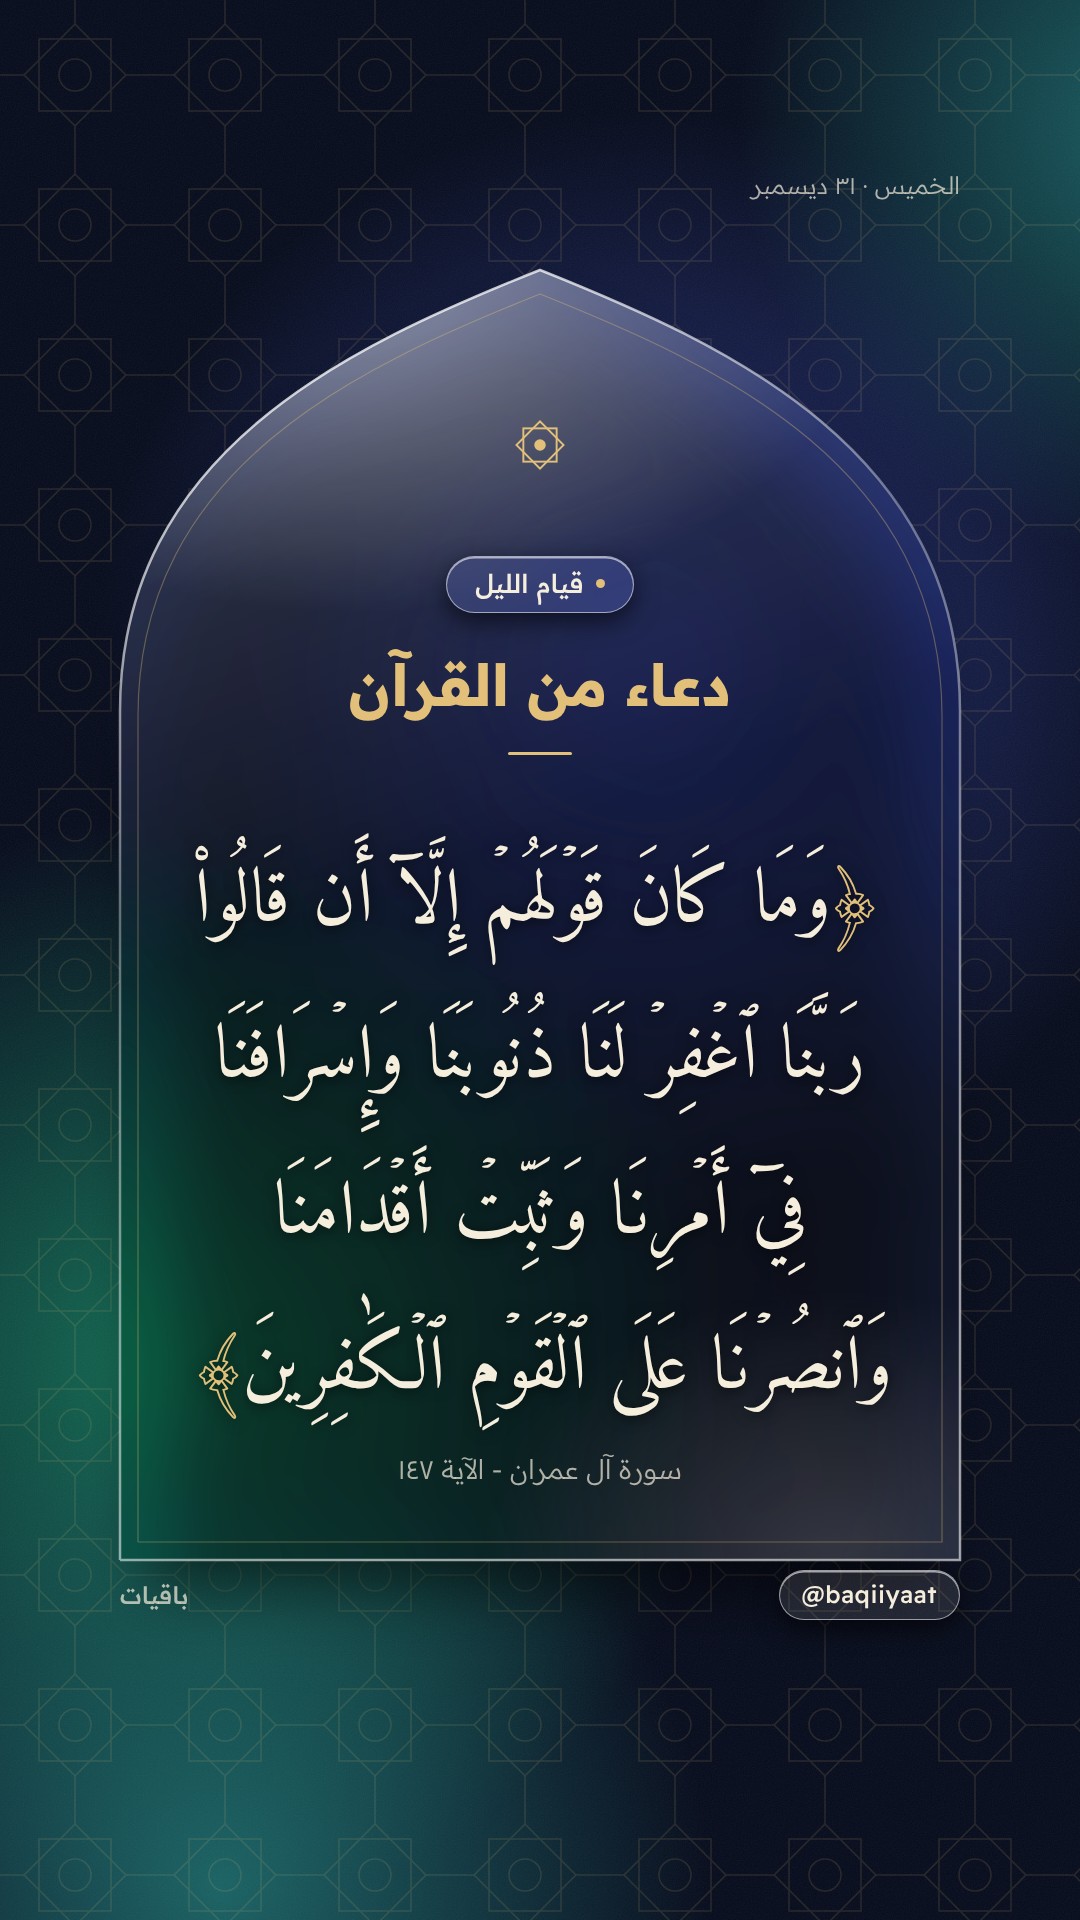 الخميس · ٣١ ديسمبر
قيام الليل
دعاء من القرآن
﴿وَمَا كَانَ قَوۡلَهُمۡ إِلَّآ أَن قَالُواْ
رَبَّنَا ٱغۡفِرۡ لَنَا ذُنُوبَنَا وَإِسۡرَافَنَا
فِيٓ أَمۡرِنَا وَثَبِّتۡ أَقۡدَامَنَا
وَٱنصُرۡنَا عَلَى ٱلۡقَوۡمِ ٱلۡكَٰفِرِينَ﴾
سورة آل عمران - الآية ١٤٧
@baqiiyaat
باقيات